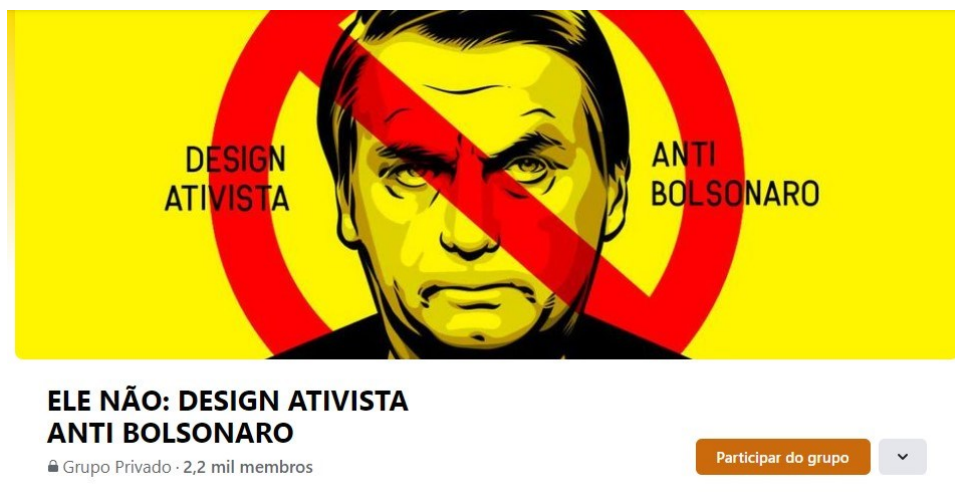 DESIGN
ATIVISTA
ANTI
BOLSONARO
ELE NÃO: DESIGN ATIVISTA
ANTI BOLSONARO
Grupo Privado · 2,2 mil membros
Participar do grupo